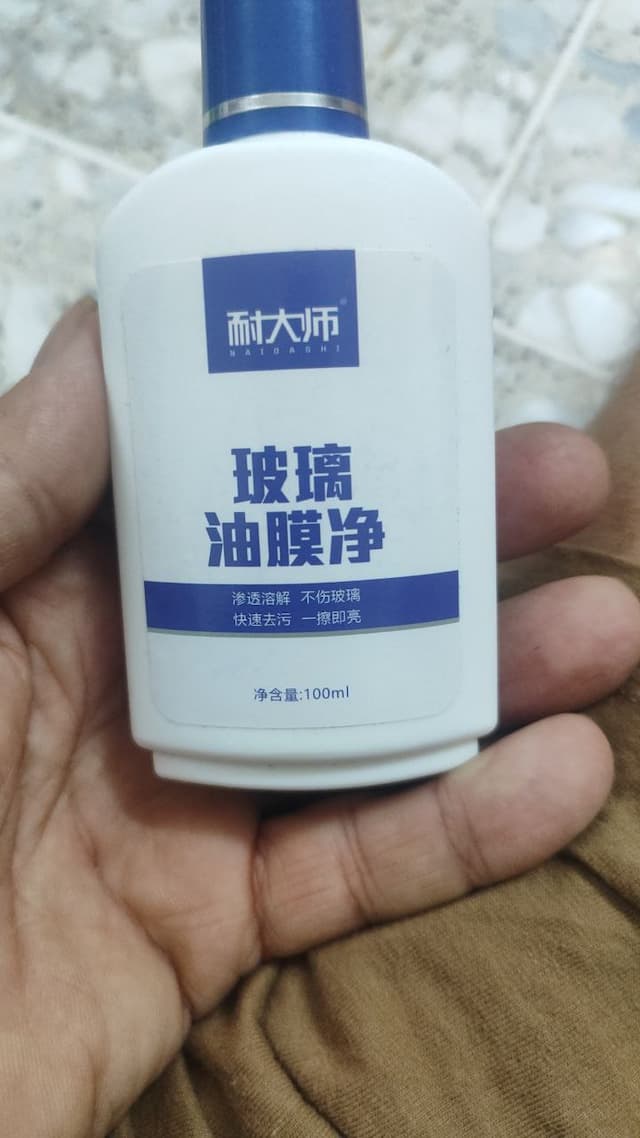 耐大师®
NAIDASHI
玻璃
油膜净
渗透溶解 不伤玻璃
快速去污 一擦即亮
净含量:100ml